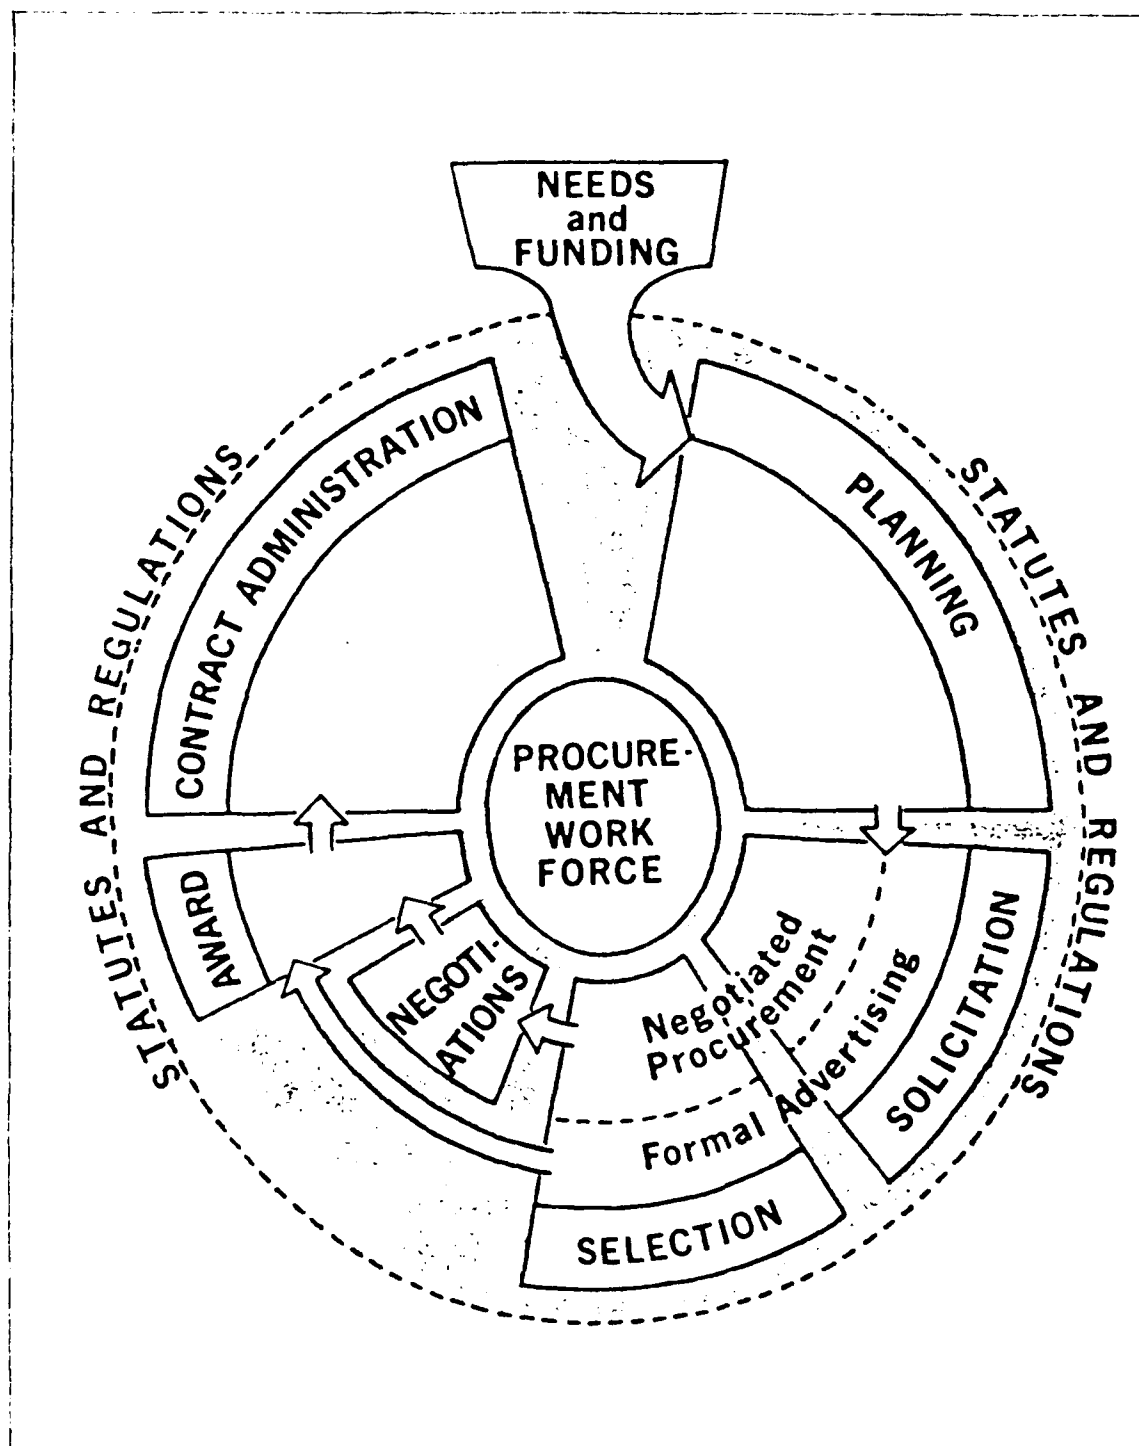 NEEDS
and
FUNDING
STATUTES AND REGULATIONS
STATUTES AND REGULATIONS
CONTRACT ADMINISTRATION
PLANNING
PROCURE-
MENT
WORK
FORCE
AWARD
NEGOTI-
ATIONS
Negotiated
Procurement
Formal Advertising
SOLICITATION
SELECTION